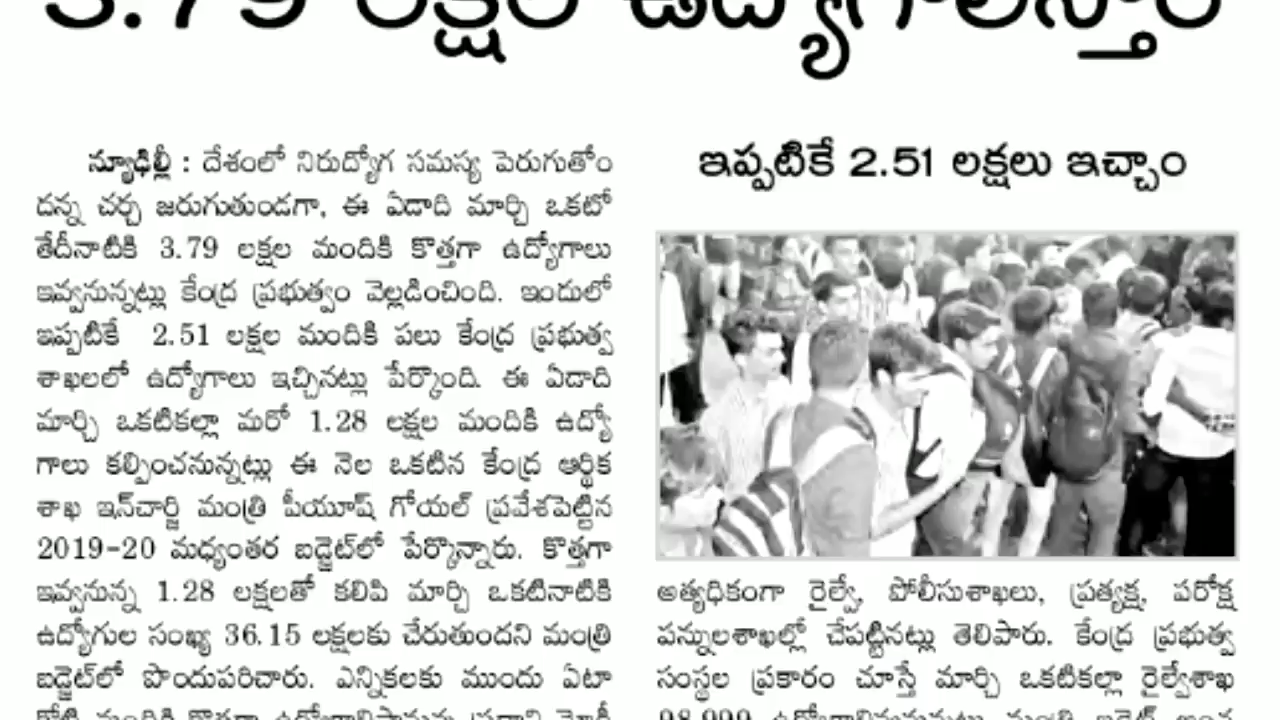 3.79 లక్షల ఉద్యోగాలిస్తాం
న్యూఢిల్లీ : దేశంలో నిరుద్యోగ సమస్య పెరుగుతోం
దన్న చర్చ జరుగుతుండగా, ఈ ఏడాది మార్చి ఒకటో
తేదీనాటికి 3.79 లక్షల మందికి కొత్తగా ఉద్యోగాలు
ఇవ్వనున్నట్లు కేంద్ర ప్రభుత్వం వెల్లడించింది. ఇందులో
ఇప్పటికే 2.51 లక్షల మందికి పలు కేంద్ర ప్రభుత్వ
శాఖలలో ఉద్యోగాలు ఇచ్చినట్లు పేర్కొంది. ఈ ఏడాది
మార్చి ఒకటికల్లా మరో 1.28 లక్షల మందికి ఉద్యో
గాలు కల్పించనున్నట్లు ఈ నెల ఒకటిన కేంద్ర ఆర్థిక
శాఖ ఇన్‌చార్జి మంత్రి పీయూష్ గోయల్ ప్రవేశపెట్టిన
2019-20 మధ్యంతర బడ్జెట్‌లో పేర్కొన్నారు. కొత్తగా
ఇవ్వనున్న 1.28 లక్షలతో కలిపి మార్చి ఒకటినాటికి
ఉద్యోగుల సంఖ్య 36.15 లక్షలకు చేరుతుందని మంత్రి
బడ్జెట్‌లో పొందుపరిచారు. ఎన్నికలకు ముందు ఏటా
ఇప్పటికే 2.51 లక్షలు ఇచ్చాం
అత్యధికంగా రైల్వే, పోలీసుశాఖలు, ప్రత్యక్ష, పరోక్ష
పన్నులశాఖల్లో చేపట్టినట్లు తెలిపారు. కేంద్ర ప్రభుత్వ
సంస్థల ప్రకారం చూస్తే మార్చి ఒకటికల్లా రైల్వేశాఖ